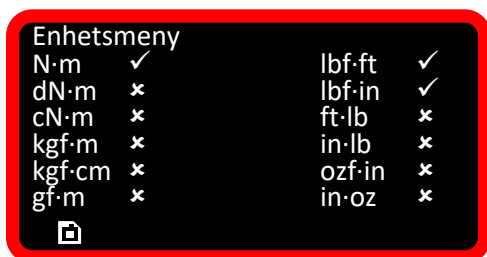 Enhetsmeny
N·m ✓ lbf·ft ✓
dN·m × lbf·in ✓
cN·m × ft·lb ×
kgf·m × in·lb ×
kgf·cm × ozf·in ×
gf·m × in·oz ×